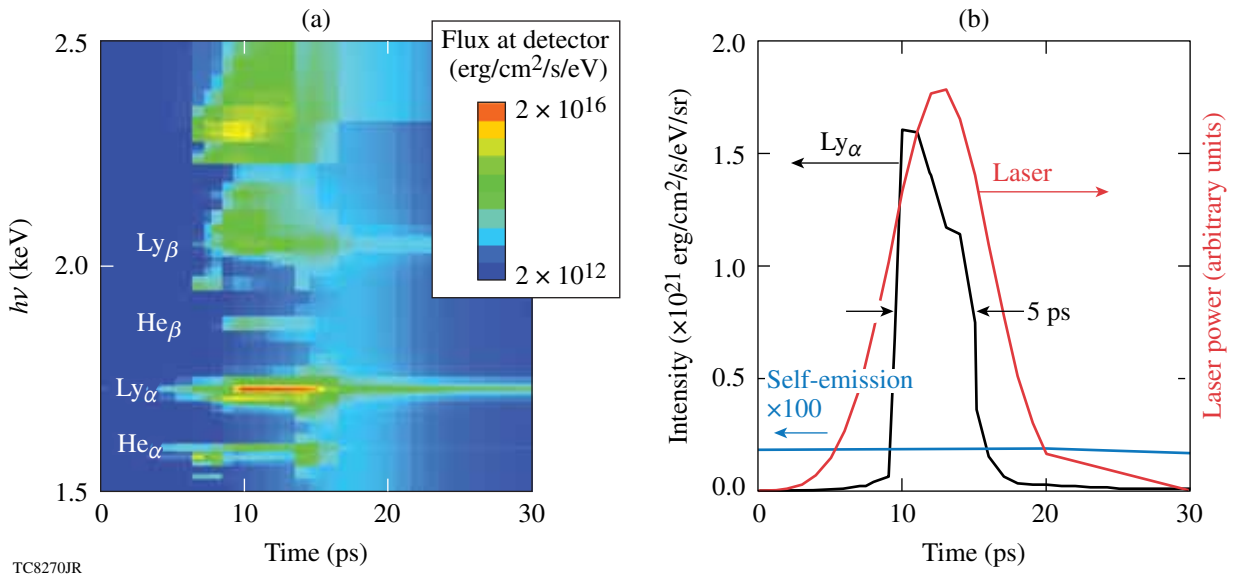 (a)
2.5
2.0
1.5
hν (keV)
Flux at detector
(erg/cm²/s/eV)
2 × 10¹⁶
2 × 10¹²
Lyβ
Heβ
Lyα
Heα
0
10
20
30
Time (ps)
TC8270JR
(b)
2.0
1.5
1.0
0.5
0.0
Intensity (×10²¹ erg/cm²/s/eV/sr)
Lyα
Laser
5 ps
Self-emission
×100
Laser power (arbitrary units)
0
10
20
30
Time (ps)